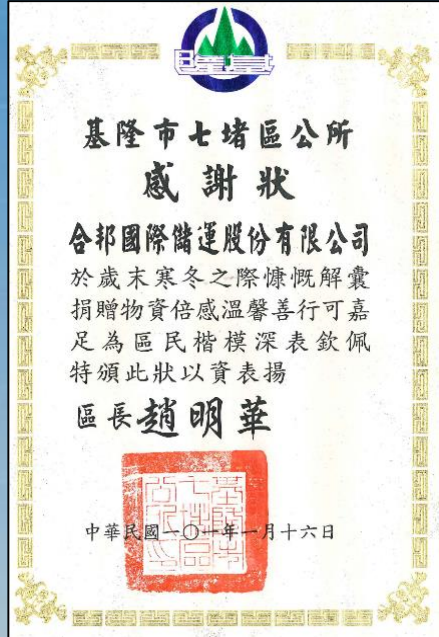 基隆市七堵區公所
感謝狀
合邦國際儲運股份有限公司
於歲末寒冬之際慷慨解囊
捐贈物資倍感溫馨善行可嘉
足為區民楷模深表欽佩
特頒此狀以資表揚
區長趙明華
中華民國一〇一年一月十六日